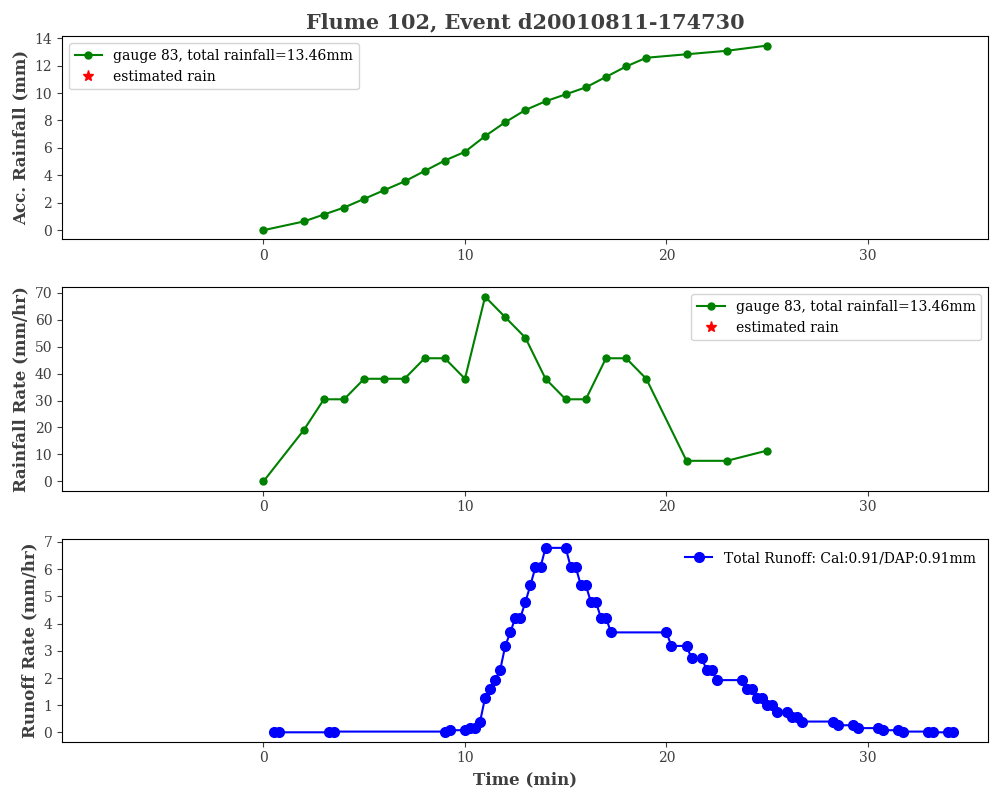 Flume 102, Event d20010811-174730
Acc. Rainfall (mm)
14
12
10
8
6
4
2
0
gauge 83, total rainfall=13.46mm
estimated rain
0 10 20 30
Rainfall Rate (mm/hr)
70
60
50
40
30
20
10
0
gauge 83, total rainfall=13.46mm
estimated rain
0 10 20 30
Runoff Rate (mm/hr)
7
6
5
4
3
2
1
0
Total Runoff: Cal:0.91/DAP:0.91mm
0 10 20 30
Time (min)